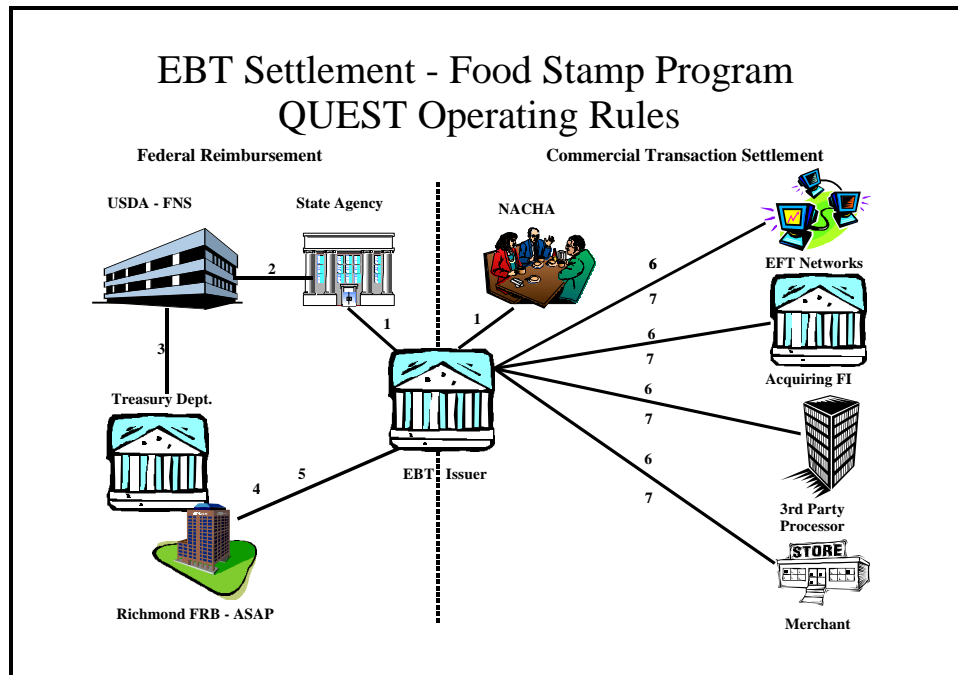 EBT Settlement - Food Stamp Program
QUEST Operating Rules
Federal Reimbursement
Commercial Transaction Settlement
USDA - FNS
State Agency
NACHA
EFT Networks
2
1
1
3
6
7
6
7
6
7
6
7
Acquiring FI
Treasury Dept.
EBT Issuer
4
5
3rd Party
Processor
STORE
Merchant
Richmond FRB - ASAP